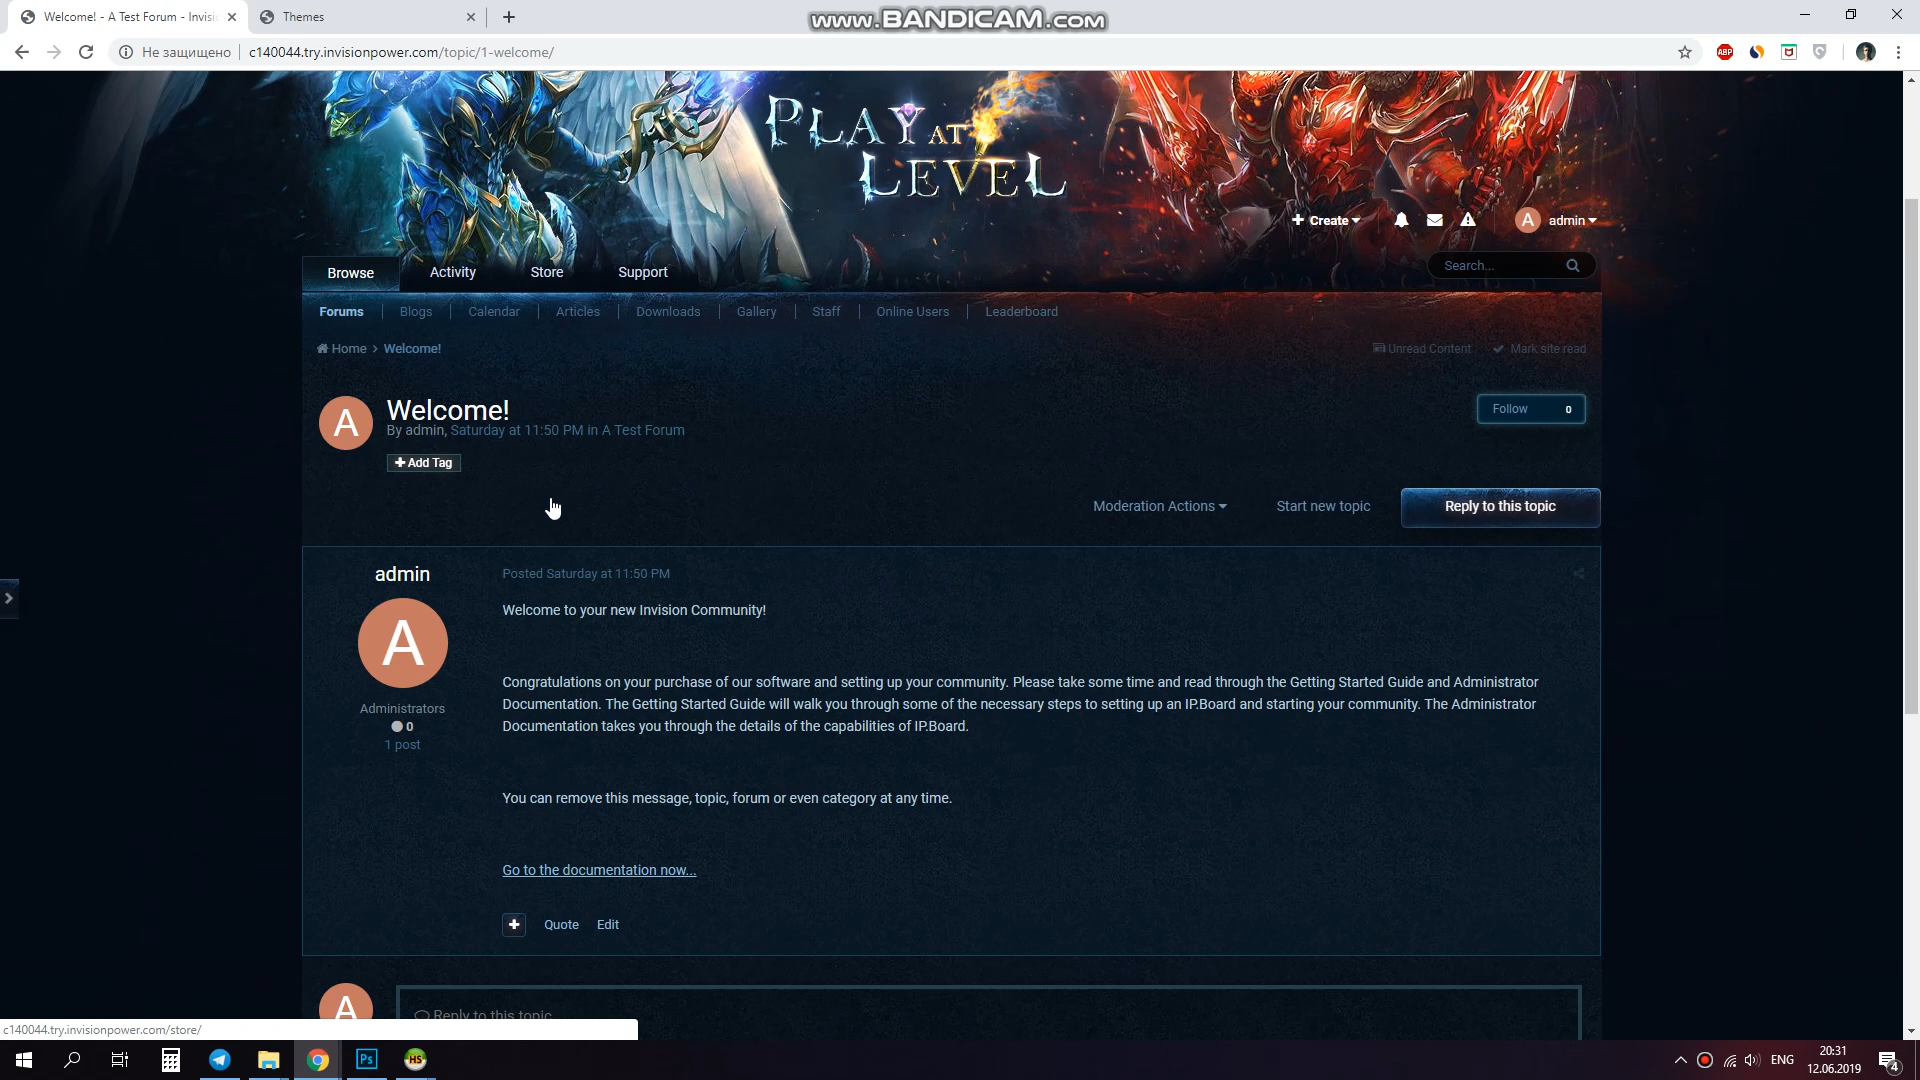 Welcome! - A Test Forum - Invisi
Themes
www.BANDICAM.com
Не защищено
c140044.try.invisionpower.com/topic/1-welcome/
ABP
PLAY AT
LEVEL
Create
A
admin
Browse
Activity
Store
Support
Search...
Forums
Blogs
Calendar
Articles
Downloads
Gallery
Staff
Online Users
Leaderboard
Home
Welcome!
Unread Content
Mark site read
A
Welcome!
By admin, Saturday at 11:50 PM in A Test Forum
Add Tag
Follow
0
Moderation Actions
Start new topic
Reply to this topic
admin
Posted Saturday at 11:50 PM
Welcome to your new Invision Community!
A
Congratulations on your purchase of our software and setting up your community. Please take some time and read through the Getting Started Guide and Administrator
Documentation. The Getting Started Guide will walk you through some of the necessary steps to setting up an IP.Board and starting your community. The Administrator
Documentation takes you through the details of the capabilities of IP.Board.
Administrators
0
1 post
You can remove this message, topic, forum or even category at any time.
Go to the documentation now...
Quote
Edit
A
Reply to this topic
c140044.try.invisionpower.com/store/
Ps
HS
ENG
20:31
12.06.2019
4